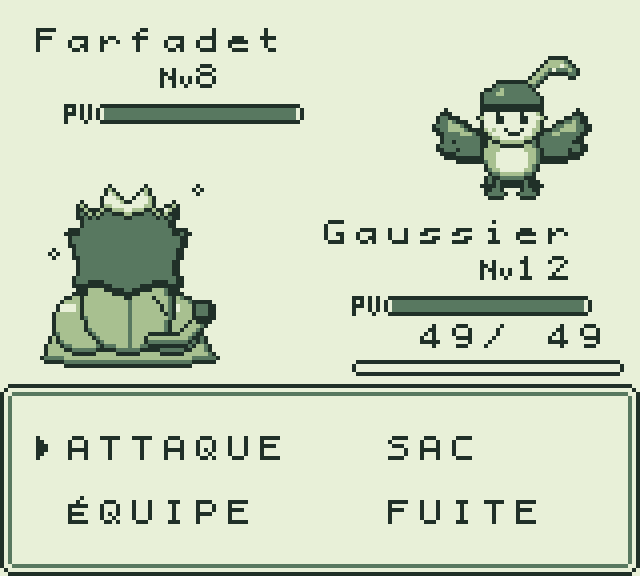 Farfadet
Nv8
PV
Gaussier
Nv12
PV
49/ 49
ATTAQUE SAC
ÉQUIPE FUITE